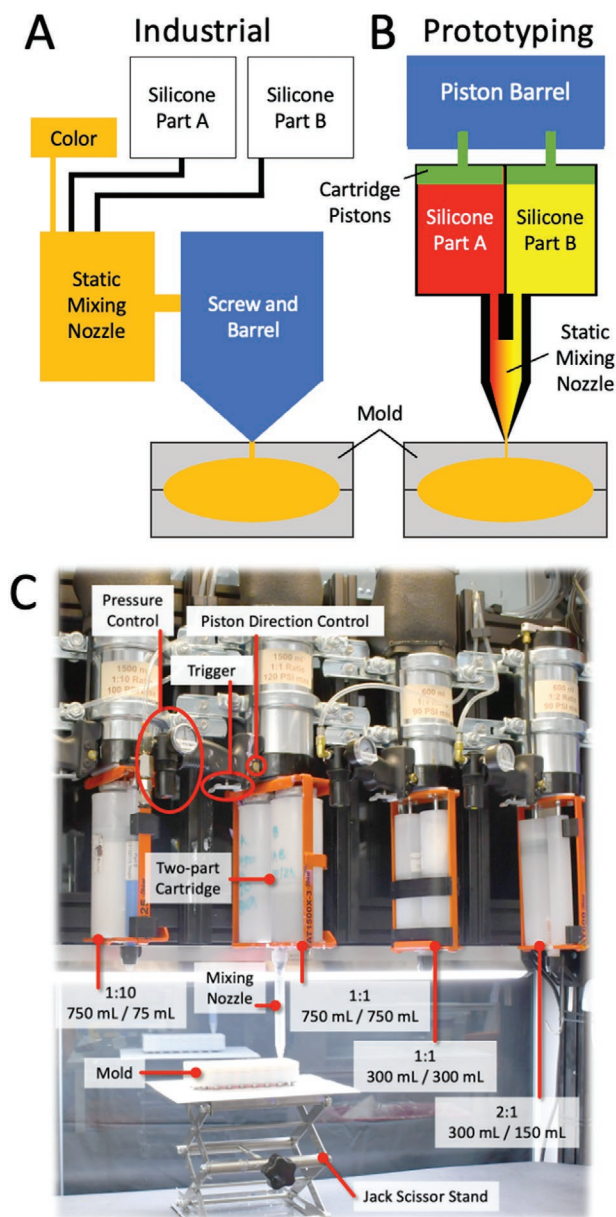 A
Industrial
Silicone
Part A
Silicone
Part B
Color
Static
Mixing
Nozzle
Screw and
Barrel
B
Prototyping
Piston Barrel
Cartridge
Pistons
Silicone
Part A
Silicone
Part B
Static
Mixing
Nozzle
Mold
C
Pressure
Control
Piston Direction Control
Trigger
1500 ml
1:10 Ratio
100 PSI max
1500 ml
1:1 Ratio
120 PSI max
600 ml
90 PSI max
600 ml
1:2 Ratio
90 PSI max
Two-part
Cartridge
A
B
AT1500X-3
1:10
750 mL / 75 mL
Mixing
Nozzle
1:1
750 mL / 750 mL
Mold
1:1
300 mL / 300 mL
2:1
300 mL / 150 mL
Jack Scissor Stand